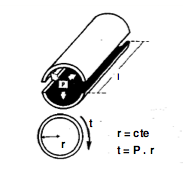 P
l
t
r
r = cte
t = P . r